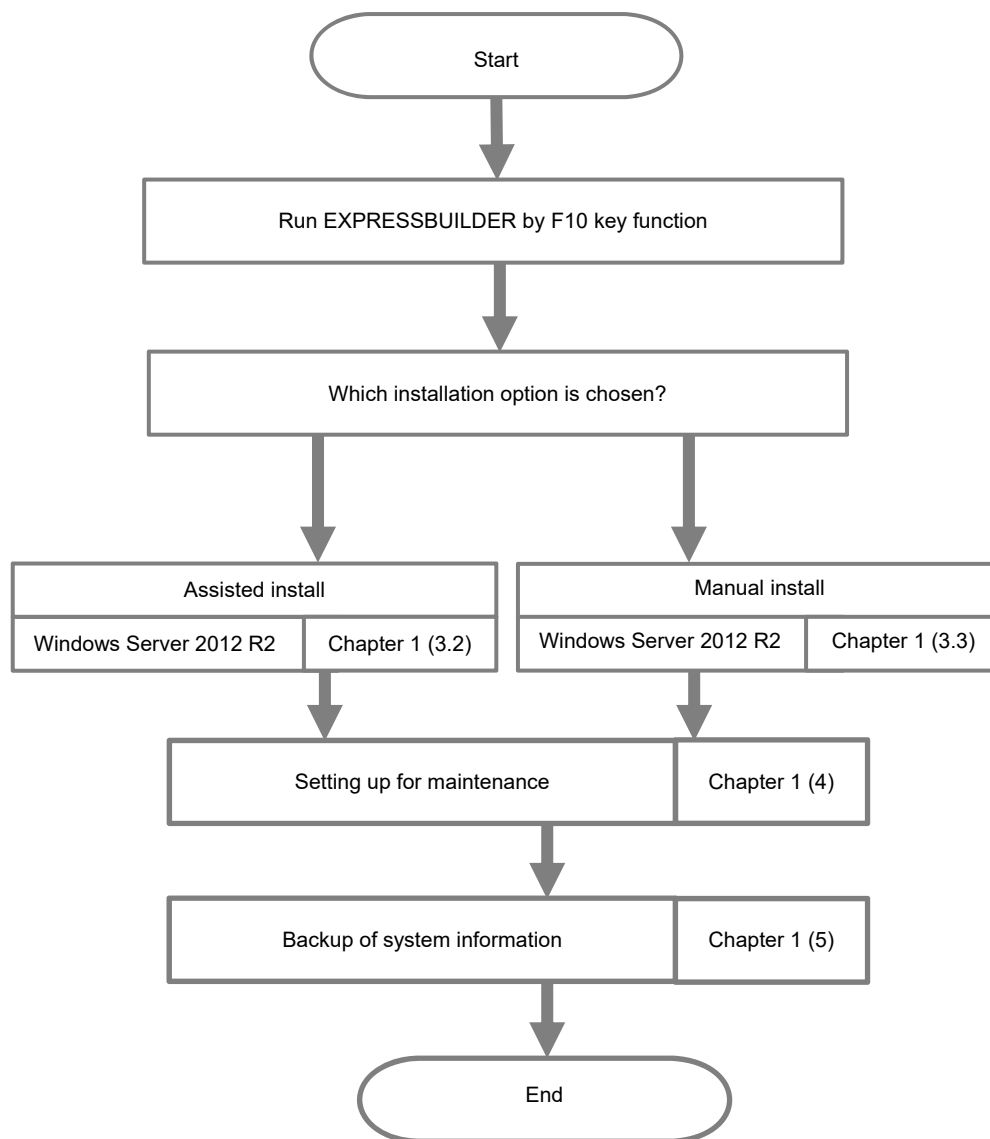 Start
Run EXPRESSBUILDER by F10 key function
Which installation option is chosen?
Assisted install
Windows Server 2012 R2
Chapter 1 (3.2)
Manual install
Windows Server 2012 R2
Chapter 1 (3.3)
Setting up for maintenance
Chapter 1 (4)
Backup of system information
Chapter 1 (5)
End